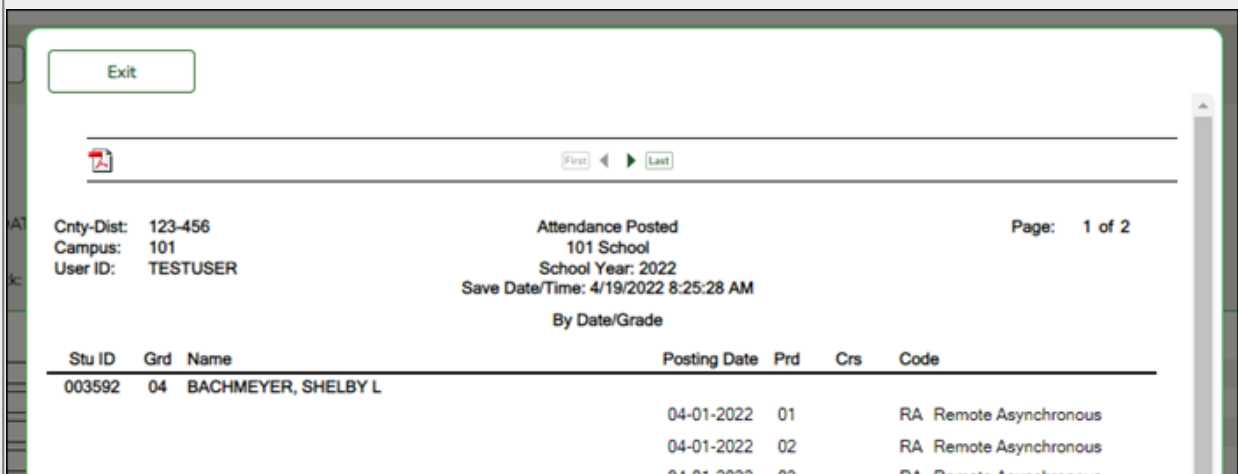 Exit
First Last
Cnty-Dist: 123-456 Attendance Posted Page: 1 of 2
Campus: 101 101 School
User ID: TESTUSER School Year: 2022
Save Date/Time: 4/19/2022 8:25:28 AM
By Date/Grade
Stu ID Grd Name Posting Date Prd Crs Code
003592 04 BACHMEYER, SHELBY L
04-01-2022 01 RA Remote Asynchronous
04-01-2022 02 RA Remote Asynchronous